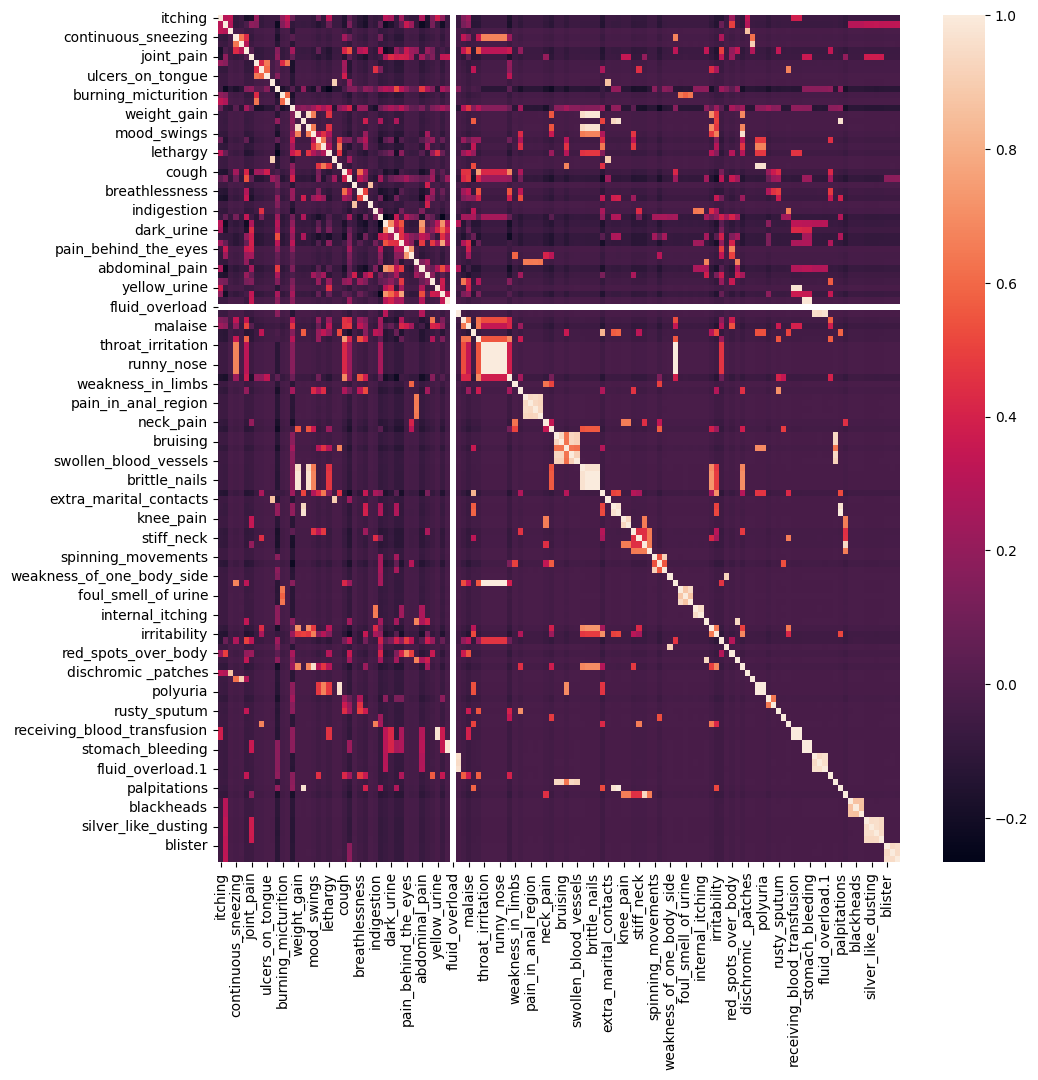 itching
continuous_sneezing
joint_pain
ulcers_on_tongue
burning_micturition
weight_gain
mood_swings
lethargy
cough
breathlessness
indigestion
dark_urine
pain_behind_the_eyes
abdominal_pain
yellow_urine
fluid_overload
malaise
throat_irritation
runny_nose
weakness_in_limbs
pain_in_anal_region
neck_pain
bruising
swollen_blood_vessels
brittle_nails
extra_marital_contacts
knee_pain
stiff_neck
spinning_movements
weakness_of_one_body_side
foul_smell_of urine
internal_itching
irritability
red_spots_over_body
dischromic _patches
polyuria
rusty_sputum
receiving_blood_transfusion
stomach_bleeding
fluid_overload.1
palpitations
blackheads
silver_like_dusting
blister
itching
continuous_sneezing
joint_pain
ulcers_on_tongue
burning_micturition
weight_gain
mood_swings
lethargy
cough
breathlessness
indigestion
dark_urine
pain_behind_the_eyes
abdominal_pain
yellow_urine
fluid_overload
malaise
throat_irritation
runny_nose
weakness_in_limbs
pain_in_anal_region
neck_pain
bruising
swollen_blood_vessels
brittle_nails
extra_marital_contacts
knee_pain
stiff_neck
spinning_movements
weakness_of_one_body_side
foul_smell_of urine
internal_itching
irritability
red_spots_over_body
dischromic _patches
polyuria
rusty_sputum
receiving_blood_transfusion
stomach_bleeding
fluid_overload.1
palpitations
blackheads
silver_like_dusting
blister
1.0
0.8
0.6
0.4
0.2
0.0
−0.2